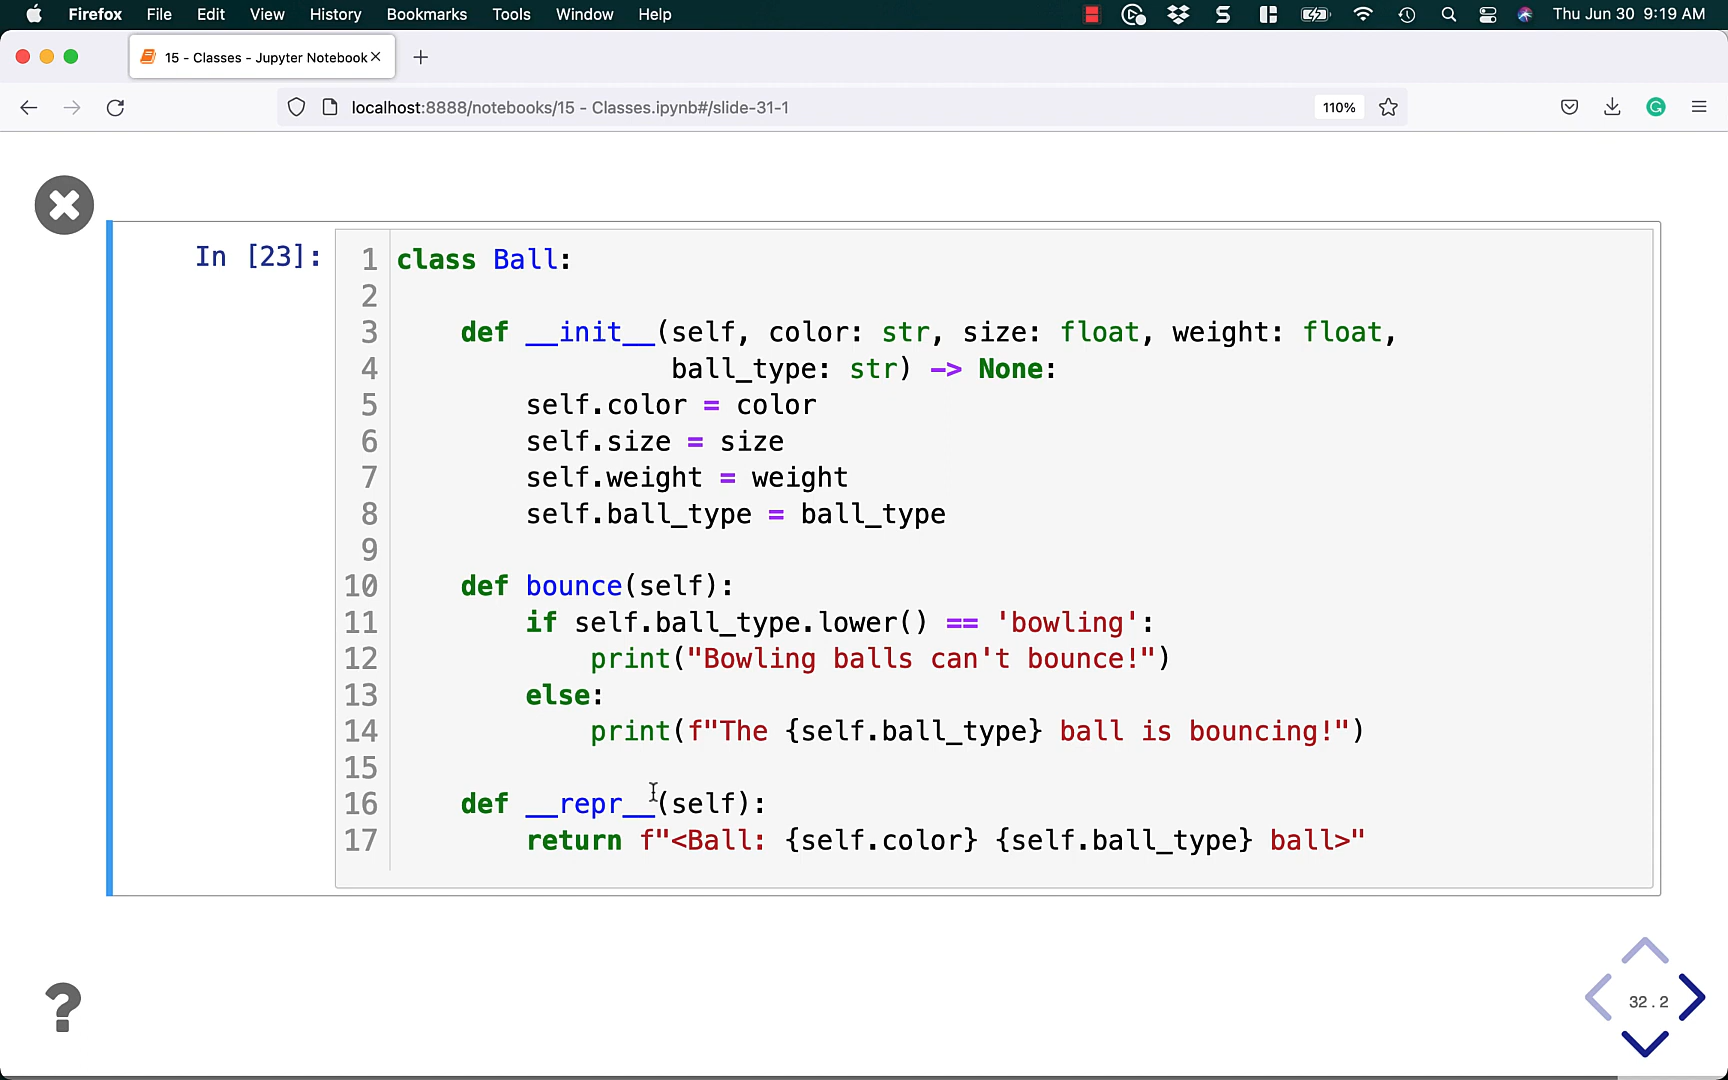 Firefox File Edit View History Bookmarks Tools Window Help Thu Jun 30 9:19 AM
15 - Classes - Jupyter Notebook
localhost:8888/notebooks/15 - Classes.ipynb#/slide-31-1 110%
In [23]:
1 class Ball:
2
3     def __init__(self, color: str, size: float, weight: float,
4                  ball_type: str) -> None:
5         self.color = color
6         self.size = size
7         self.weight = weight
8         self.ball_type = ball_type
9
10     def bounce(self):
11         if self.ball_type.lower() == 'bowling':
12             print("Bowling balls can't bounce!")
13         else:
14             print(f"The {self.ball_type} ball is bouncing!")
15
16     def __repr__(self):
17         return f"<Ball: {self.color} {self.ball_type} ball>"
?
32.2